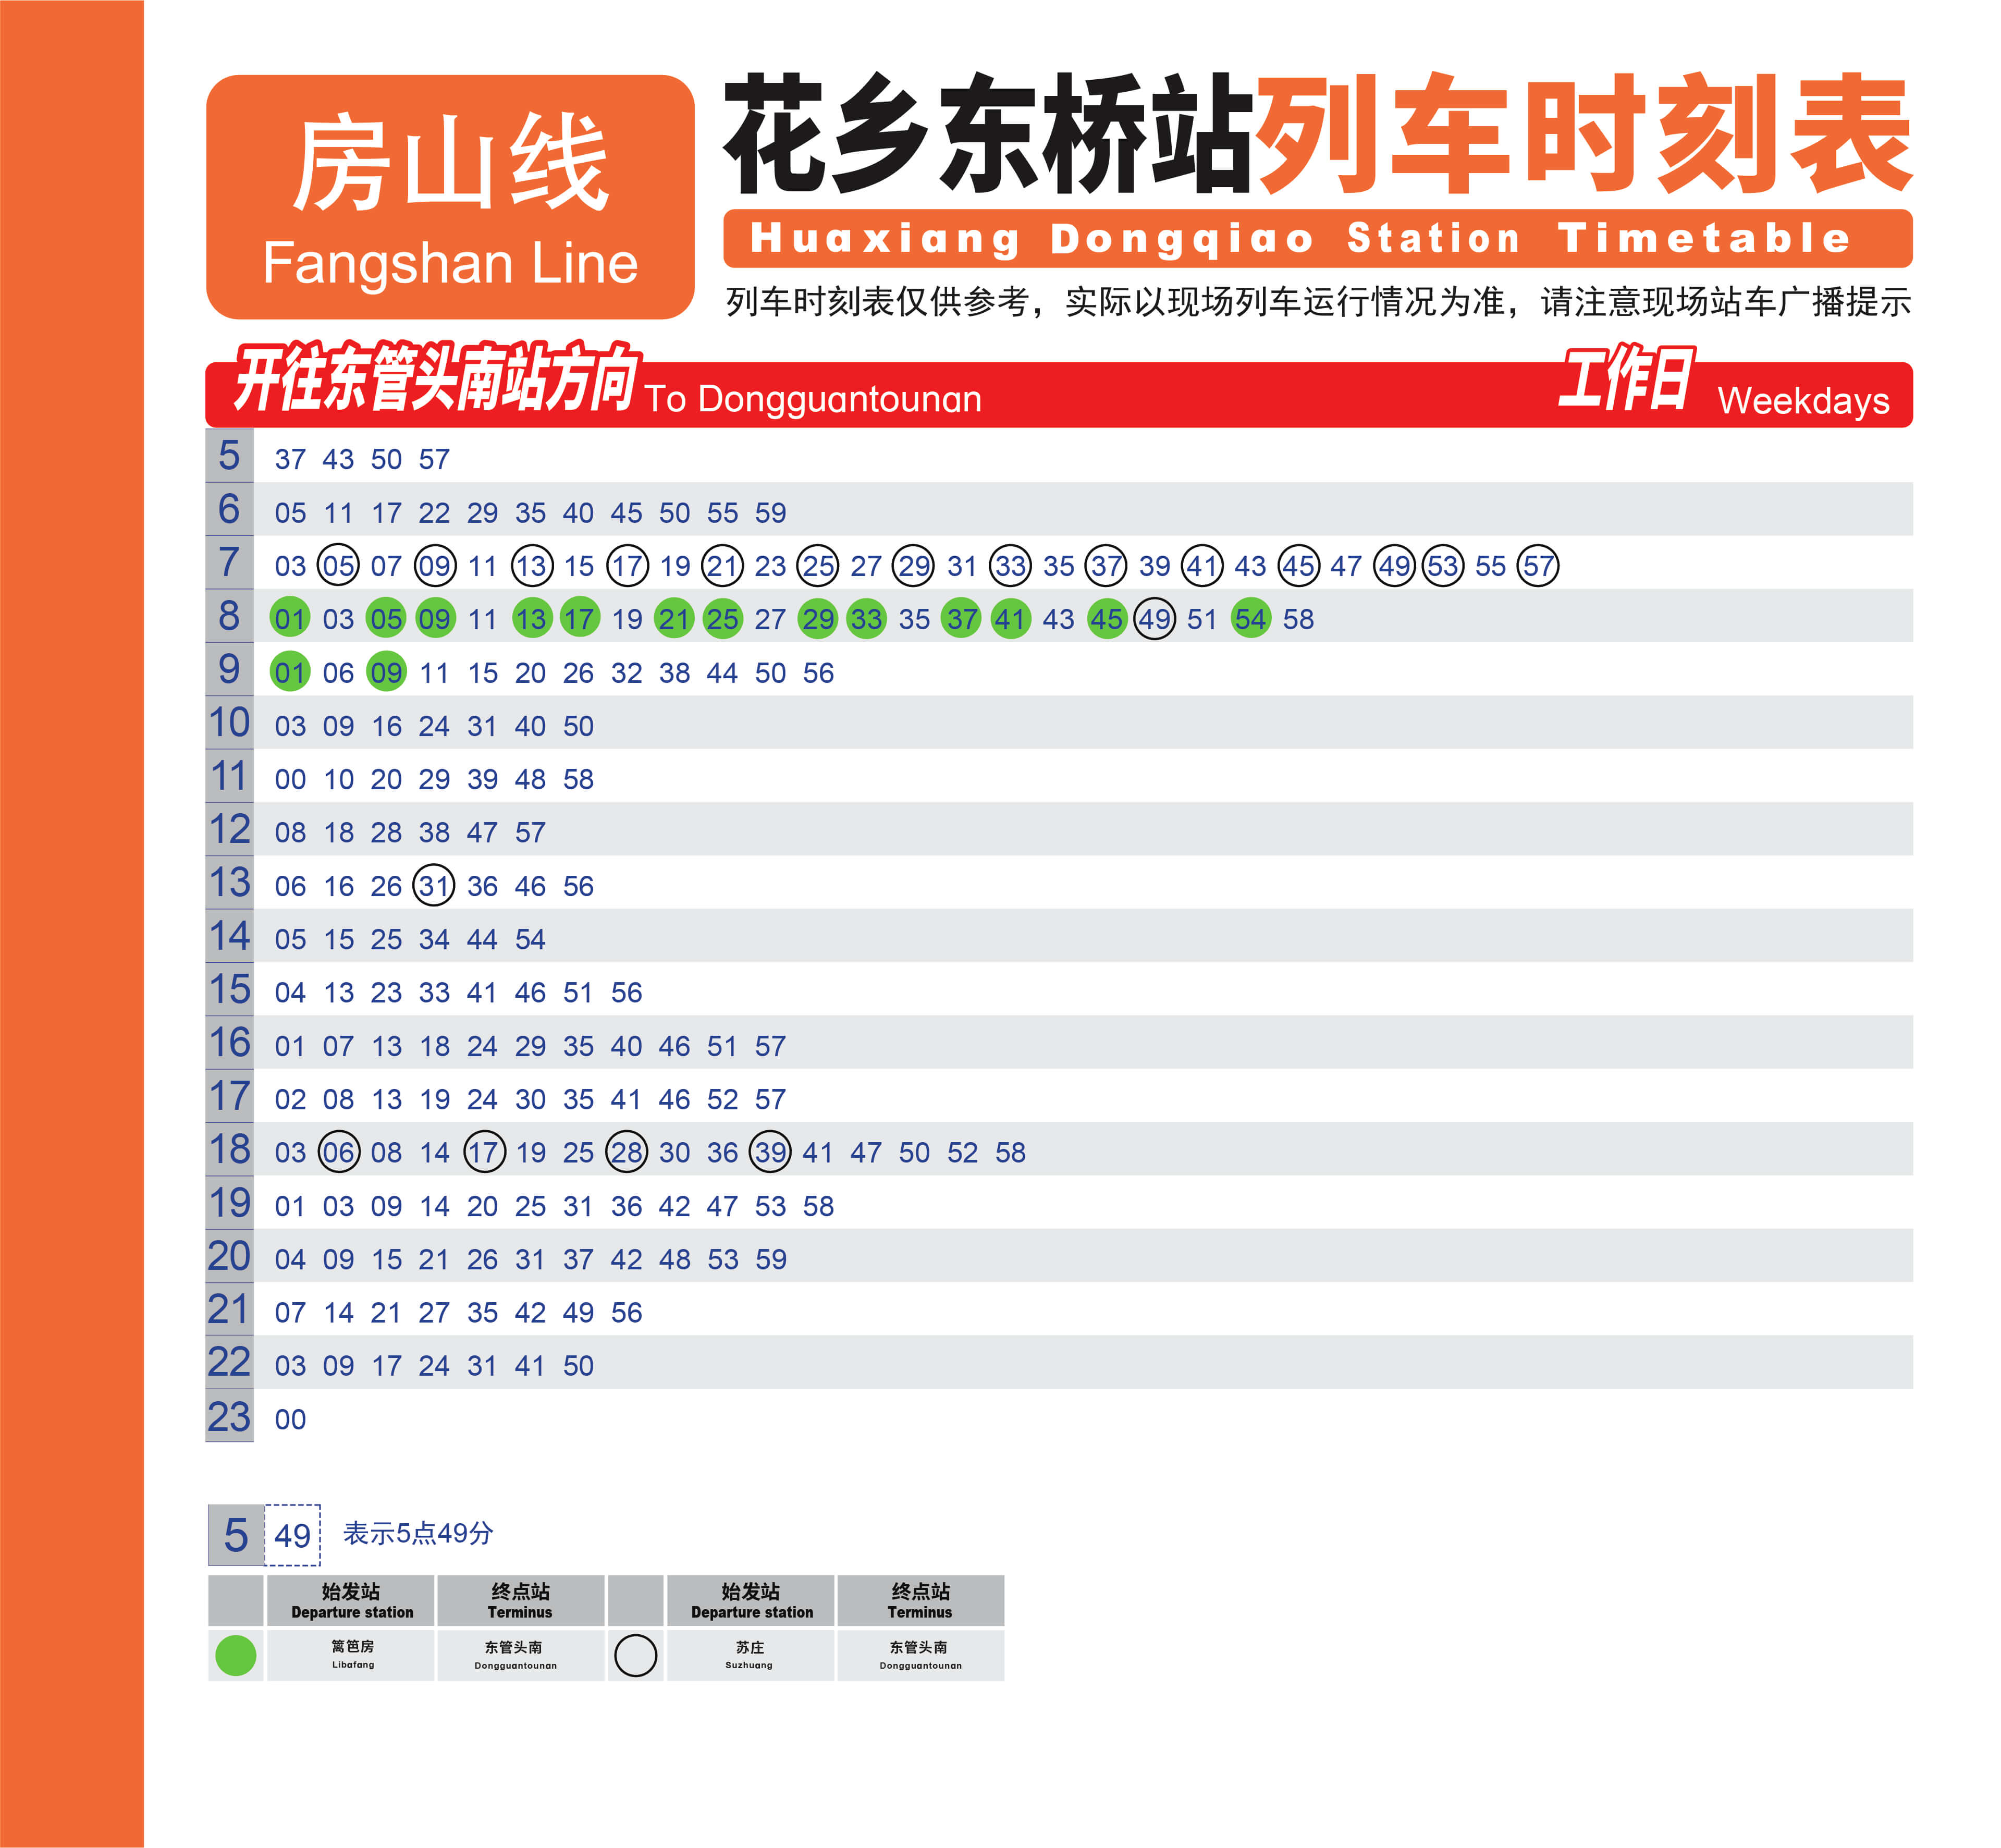 房山线
Fangshan Line
花乡东桥站列车时刻表
Huaxiang Dongqiao Station Timetable
列车时刻表仅供参考，实际以现场列车运行情况为准，请注意现场站车广播提示
开往东管头南站方向 To Dongguantounan 工作日 Weekdays
5 37 43 50 57
6 05 11 17 22 29 35 40 45 50 55 59
7 03 05 07 09 11 13 15 17 19 21 23 25 27 29 31 33 35 37 39 41 43 45 47 49 53 55 57
8 01 03 05 09 11 13 17 19 21 25 27 29 33 35 37 41 43 45 49 51 54 58
9 01 06 09 11 15 20 26 32 38 44 50 56
10 03 09 16 24 31 40 50
11 00 10 20 29 39 48 58
12 08 18 28 38 47 57
13 06 16 26 31 36 46 56
14 05 15 25 34 44 54
15 04 13 23 33 41 46 51 56
16 01 07 13 18 24 29 35 40 46 51 57
17 02 08 13 19 24 30 35 41 46 52 57
18 03 06 08 14 17 19 25 28 30 36 39 41 47 50 52 58
19 01 03 09 14 20 25 31 36 42 47 53 58
20 04 09 15 21 26 31 37 42 48 53 59
21 07 14 21 27 35 42 49 56
22 03 09 17 24 31 41 50
23 00
5 49 表示5点49分
始发站 终点站 始发站 终点站
Departure station Terminus Departure station Terminus
篱笆房 东管头南 苏庄 东管头南
Libafang Dongguantounan Suzhuang Dongguantounan